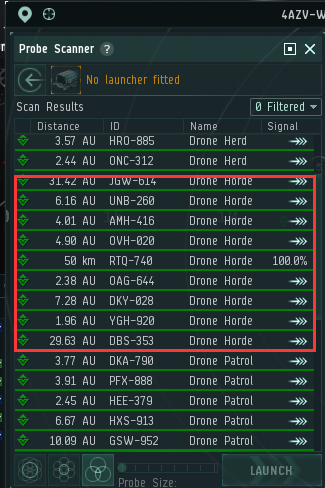 4AZV-W
Probe Scanner ?
No launcher fitted
Scan Results 0 Filtered
Distance ID Name Signal
3.57 AU HRO-885 Drone Herd
2.44 AU ONC-312 Drone Herd
31.42 AU JGW-614 Drone Horde
6.16 AU UNB-260 Drone Horde
4.01 AU AMH-416 Drone Horde
4.90 AU OVH-020 Drone Horde
50 km RTQ-740 Drone Horde 100.0%
2.38 AU OAG-644 Drone Horde
7.28 AU DKY-028 Drone Horde
1.96 AU YGH-920 Drone Horde
29.63 AU DBS-353 Drone Horde
3.77 AU DKA-790 Drone Patrol
3.91 AU PFX-888 Drone Patrol
2.45 AU HEE-379 Drone Patrol
6.67 AU HXS-913 Drone Patrol
10.09 AU GSW-952 Drone Patrol
Probe Size:
LAUNCH